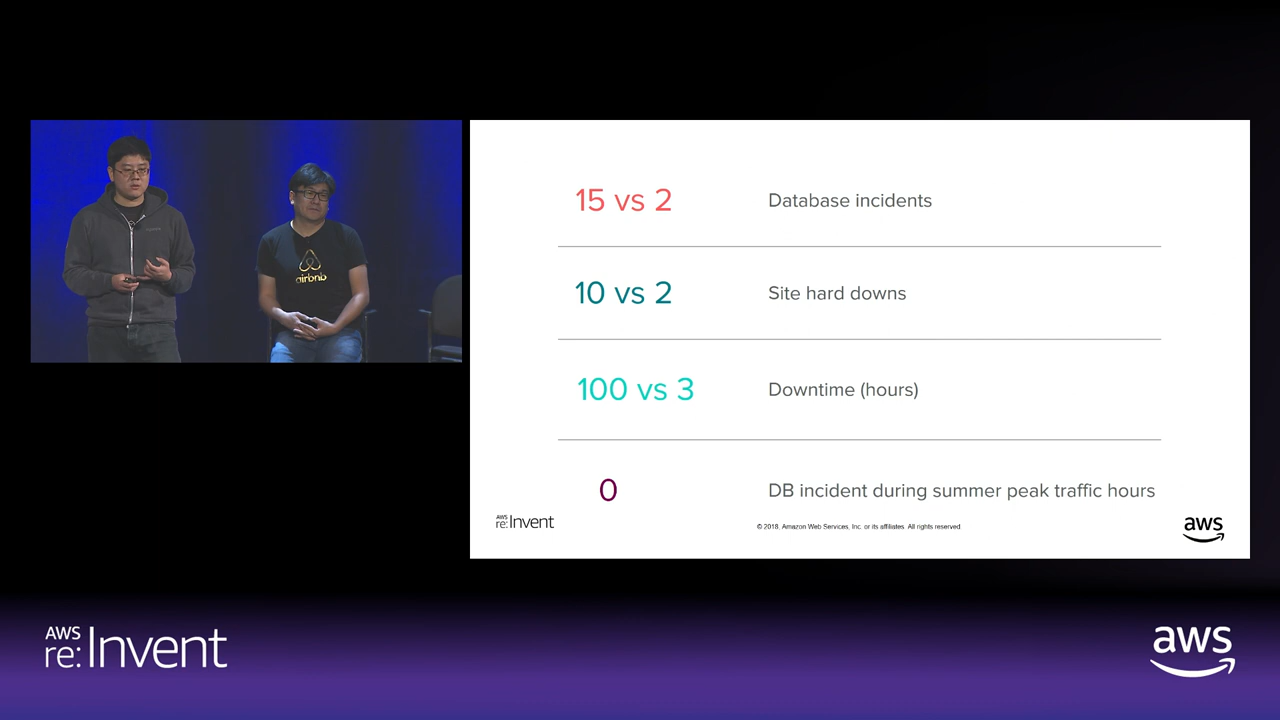 15 vs 2 Database incidents
10 vs 2 Site hard downs
100 vs 3 Downtime (hours)
0 DB incident during summer peak traffic hours
AWS
re:Invent
© 2018, Amazon Web Services, Inc. or its affiliates. All rights reserved.
aws
airbnb
AWS
re:Invent
aws